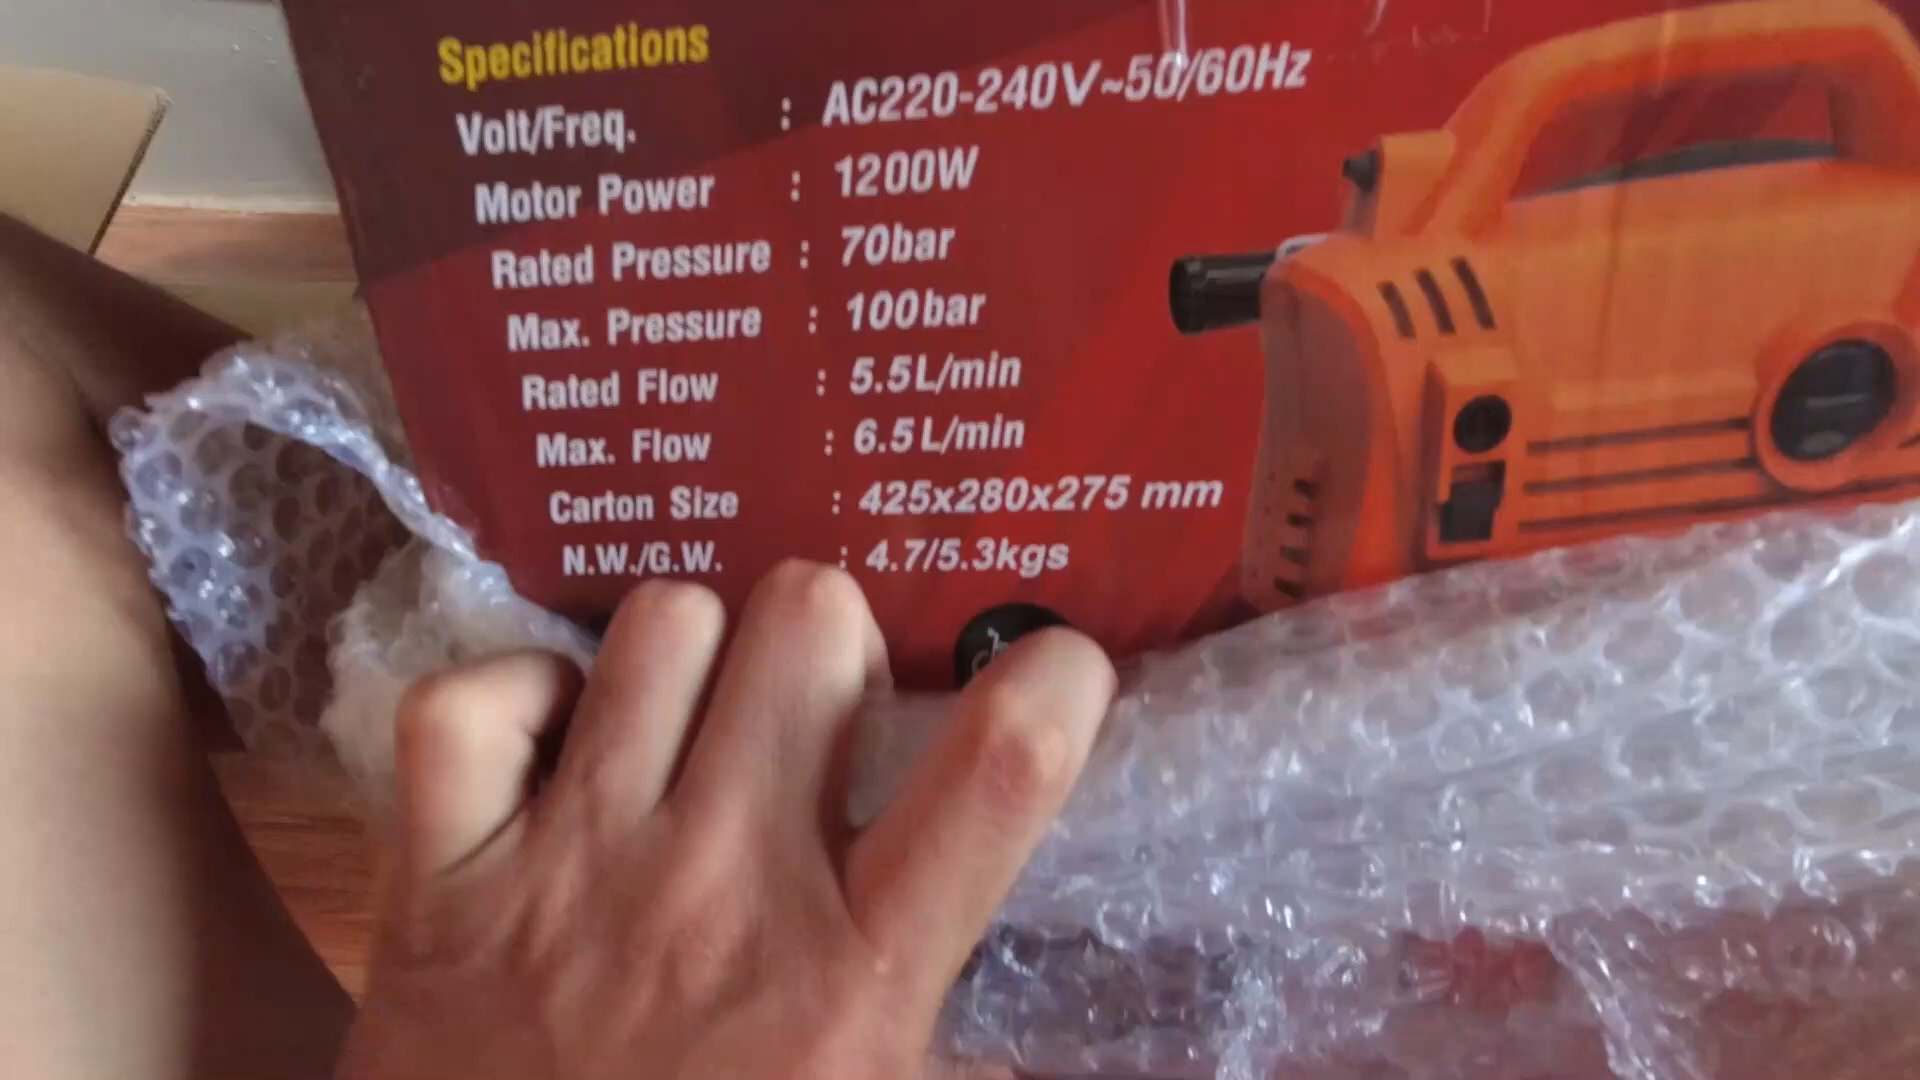 Specifications
Volt/Freq. : AC220-240V~50/60Hz
Motor Power : 1200W
Rated Pressure : 70bar
Max. Pressure : 100bar
Rated Flow : 5.5L/min
Max. Flow : 6.5L/min
Carton Size : 425x280x275 mm
N.W./G.W. : 4.7/5.3kgs